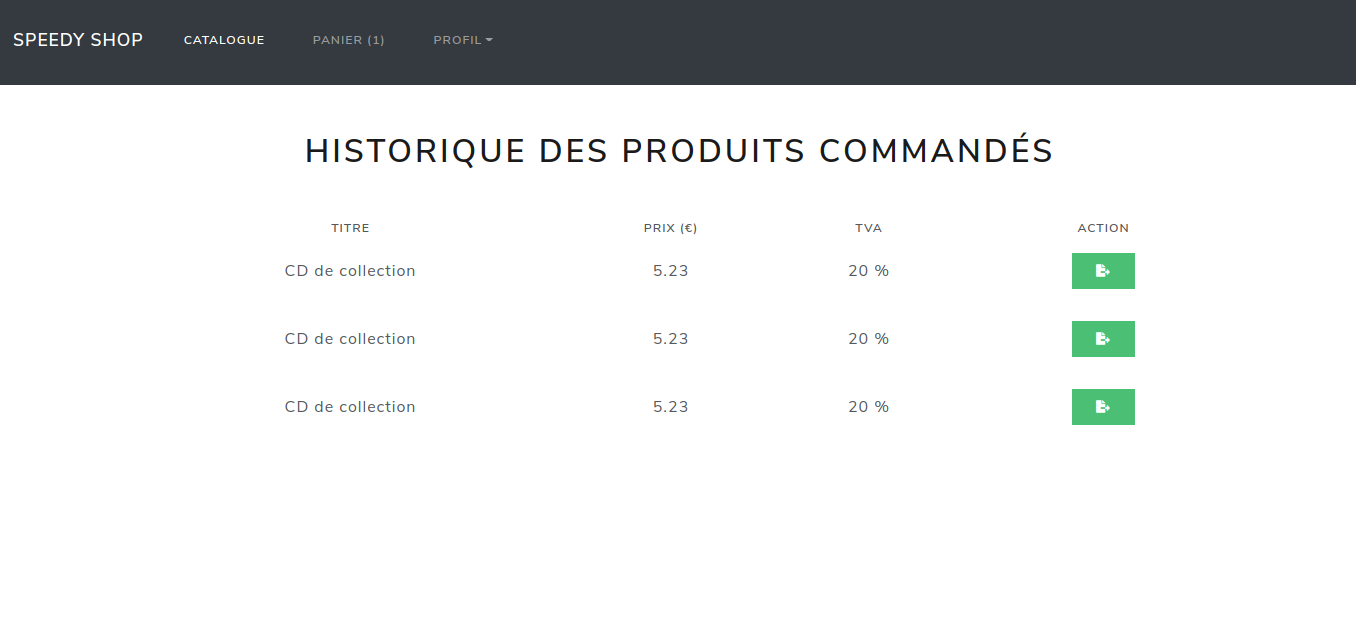 SPEEDY SHOP CATALOGUE PANIER (1) PROFIL
HISTORIQUE DES PRODUITS COMMANDÉS
TITRE PRIX (€) TVA ACTION
CD de collection 5.23 20 %
CD de collection 5.23 20 %
CD de collection 5.23 20 %